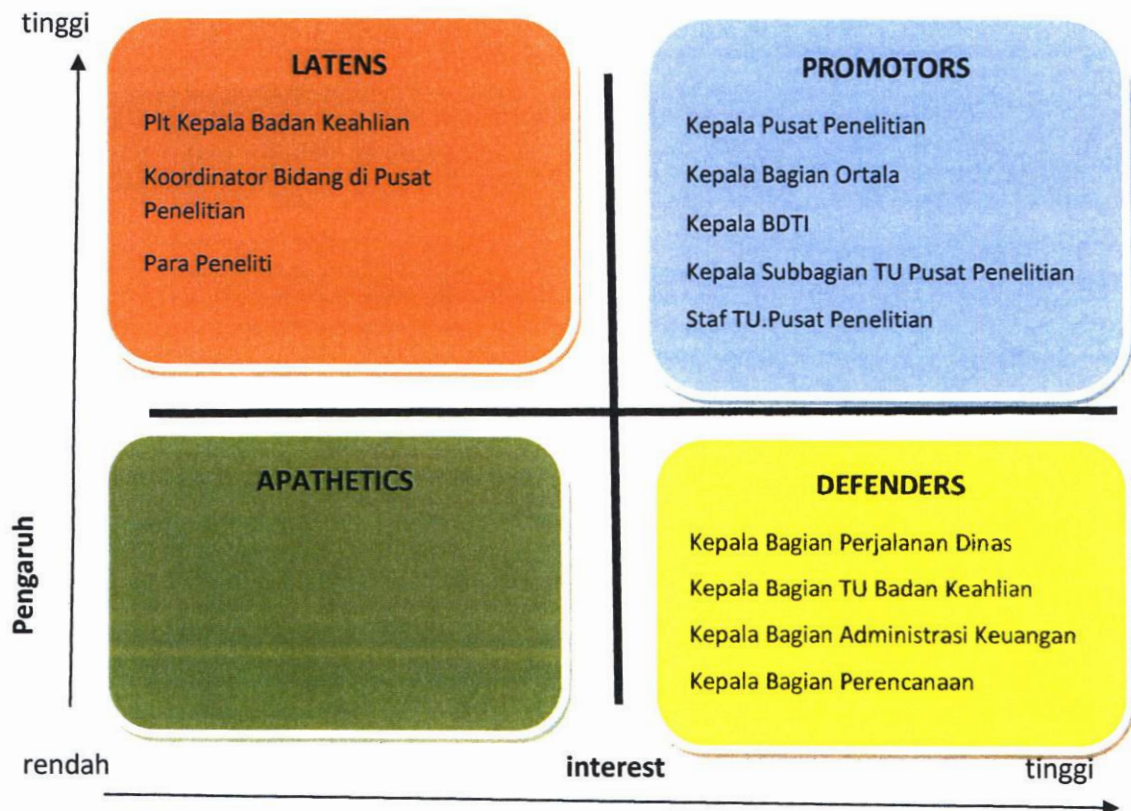 tinggi
LATENS
Plt Kepala Badan Keahlian
Koordinator Bidang di Pusat
Penelitian
Para Peneliti
PROMOTORS
Kepala Pusat Penelitian
Kepala Bagian Ortala
Kepala BDTI
Kepala Subbagian TU Pusat Penelitian
Staf TU.Pusat Penelitian
Pengaruh
APATHETICS
DEFENDERS
Kepala Bagian Perjalanan Dinas
Kepala Bagian TU Badan Keahlian
Kepala Bagian Administrasi Keuangan
Kepala Bagian Perencanaan
rendah
interest
tinggi